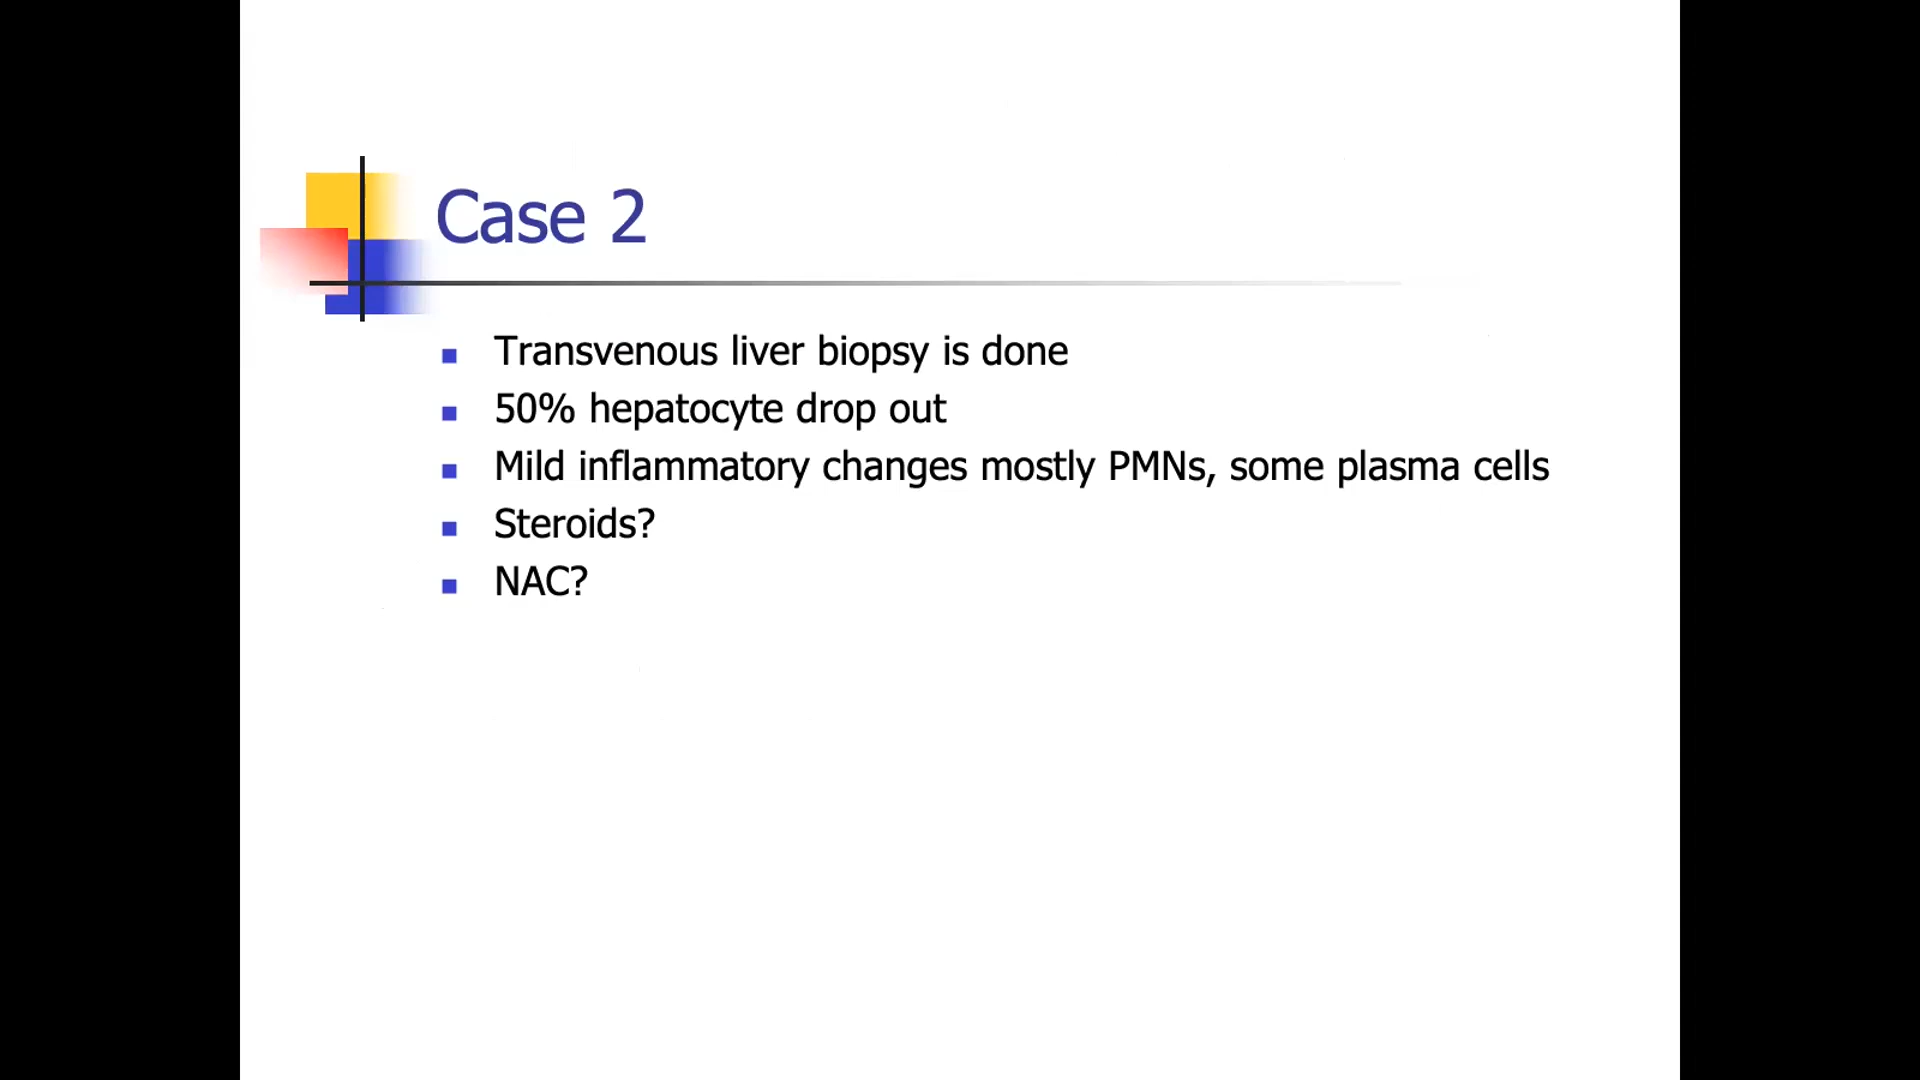 Case 2
Transvenous liver biopsy is done
50% hepatocyte drop out
Mild inflammatory changes mostly PMNs, some plasma cells
Steroids?
NAC?